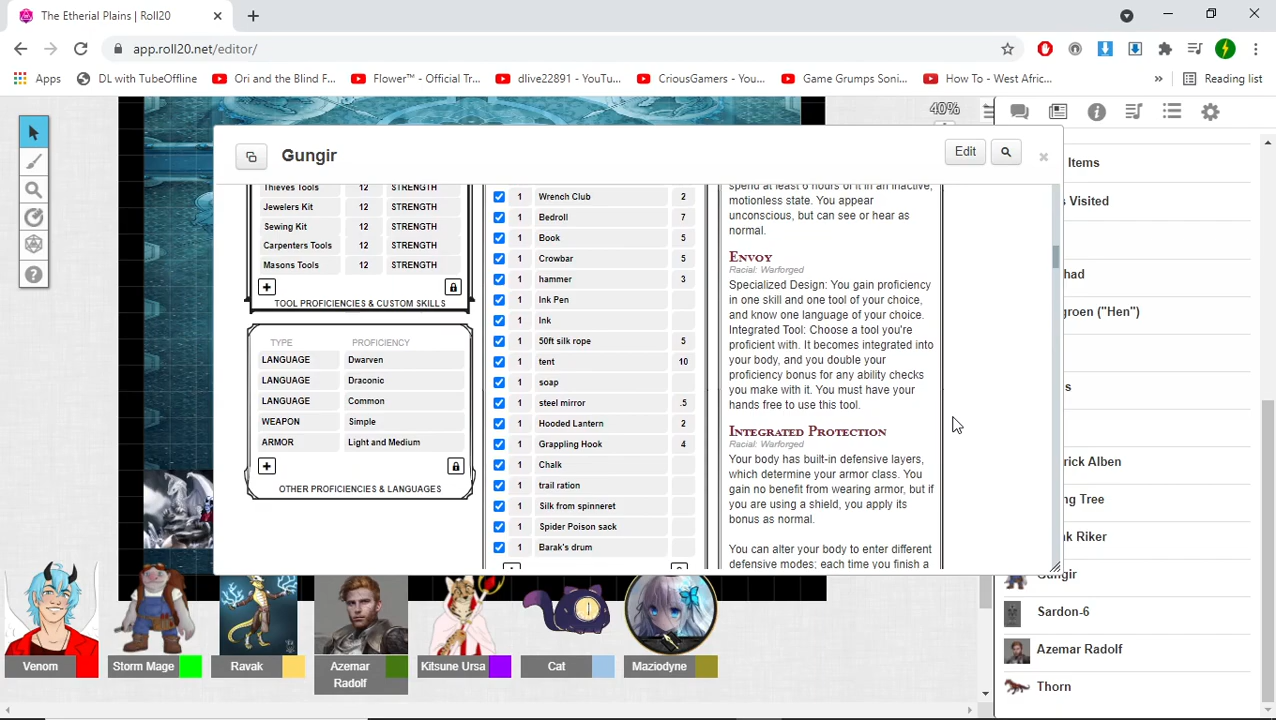 The Etherial Plains | Roll20
app.roll20.net/editor/
Apps
DL with TubeOffline
Ori and the Blind F...
Flower™ - Official Tr...
dlive22891 - YouTu...
CriousGamers - You...
Game Grumps Soni...
How To - West Afric...
»
Reading list
40%
Gungir
Edit
Thieves Tools 12 STRENGTH
Jewelers Kit 12 STRENGTH
Sewing Kit 12 STRENGTH
Carpenters Tools 12 STRENGTH
Masons Tools 12 STRENGTH
TOOL PROFICIENCIES & CUSTOM SKILLS
TYPE PROFICIENCY
LANGUAGE Dwarven
LANGUAGE Draconic
LANGUAGE Common
WEAPON Simple
ARMOR Light and Medium
OTHER PROFICIENCIES & LANGUAGES
1 Wrench Club 2
1 Bedroll 7
1 Book 5
1 Crowbar 5
1 hammer 3
1 Ink Pen
1 Ink
1 50ft silk rope 5
1 tent 10
1 soap
1 steel mirror .5
1 Hooded Lantern 2
1 Grappling Hook 4
1 Chalk
1 trail ration
1 Silk from spinneret
1 Spider Poison sack
1 Barak's drum
spend at least 6 hours of it in an inactive,
motionless state. You appear
unconscious, but can see or hear as
normal.
Envoy
Racial: Warforged
Specialized Design: You gain proficiency
in one skill and one tool of your choice,
and know one language of your choice.
Integrated Tool: Choose a tool you're
proficient with. It becomes integrated into
your body, and you double your
proficiency bonus for any ability checks
you make with it. You must have your
hands free to use this tool.
Integrated Protection
Racial: Warforged
Your body has built-in defensive layers,
which determine your armor class. You
gain no benefit from wearing armor, but if
you are using a shield, you apply its
bonus as normal.
You can alter your body to enter different
defensive modes; each time you finish a
Items
s Visited
had
groen ("Hen")
s
rick Alben
ng Tree
nk Riker
Gungir
Sardon-6
Azemar Radolf
Thorn
Venom
Storm Mage
Ravak
Azemar
Radolf
Kitsune Ursa
Cat
Maziodyne